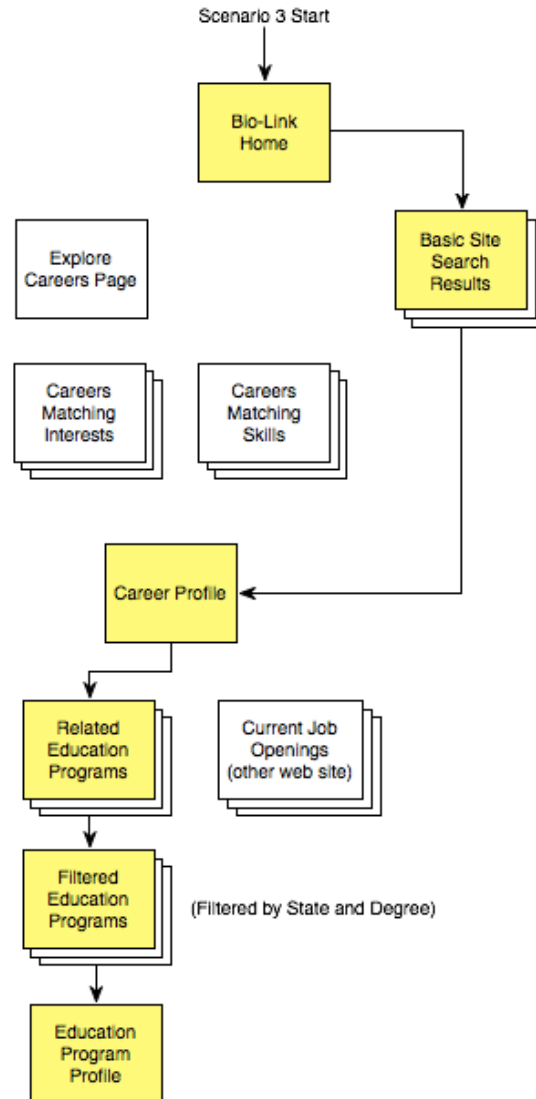 Scenario 3 Start
Bio-Link
Home
Basic Site
Search
Results
Explore
Careers Page
Careers
Matching
Interests
Careers
Matching
Skills
Career Profile
Related
Education
Programs
Current Job
Openings
(other web site)
Filtered
Education
Programs
(Filtered by State and Degree)
Education
Program
Profile